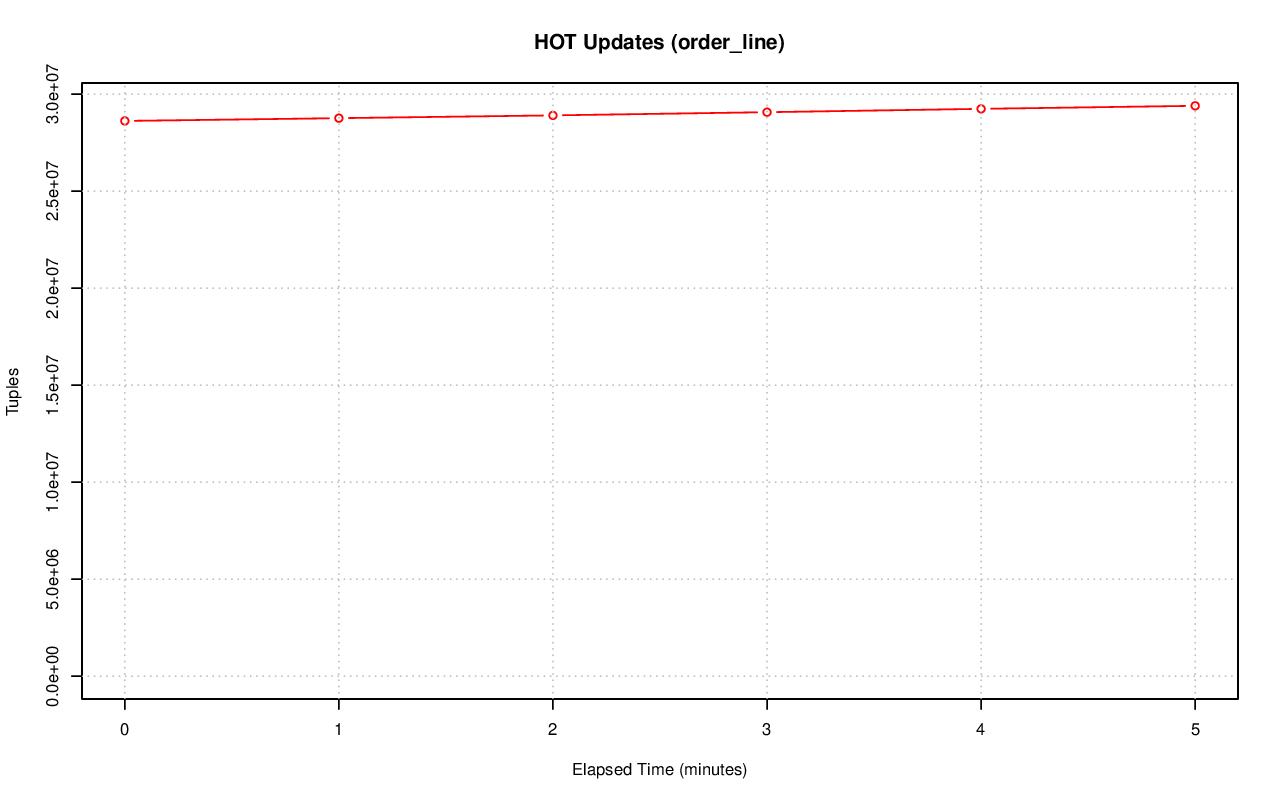 HOT Updates (order_line)
Tuples
3.0e+07
2.5e+07
2.0e+07
1.5e+07
1.0e+07
5.0e+06
0.0e+00
0 1 2 3 4 5
Elapsed Time (minutes)